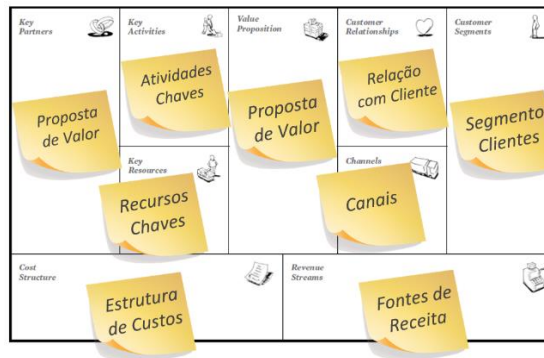 Key
Partners
Proposta
de Valor
Key
Activities
Atividades
Chaves
Key
Resources
Recursos
Chaves
Value
Proposition
Proposta
de Valor
Customer
Relationships
Relação
com Cliente
Channels
Canais
Customer
Segments
Segmento
Clientes
Cost
Structure
Estrutura
de Custos
Revenue
Streams
Fontes de
Receita